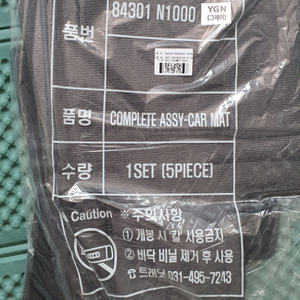 품번 84301 N1000 YGN
(그레이)
품명 COMPLETE ASSY-CAR MAT
수량 1SET (5PIECE)
Caution ※ 주의사항
① 개봉 시 칼 사용금지
② 바닥 비닐 제거 후 사용
트레딧 031-495-7243